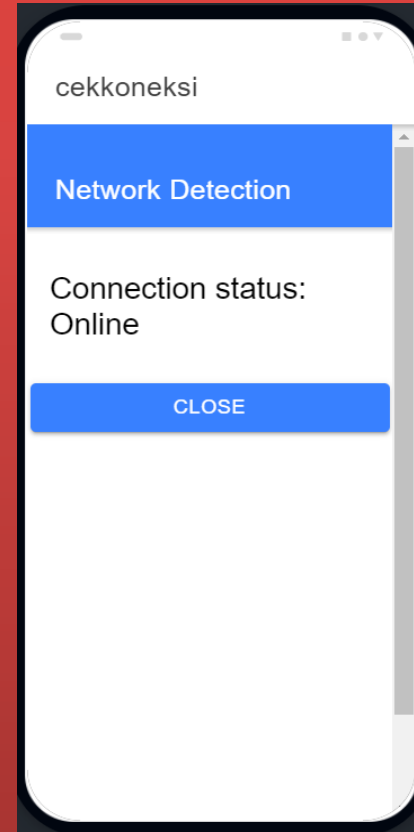 cekkoneksi
Network Detection
Connection status:
Online
CLOSE